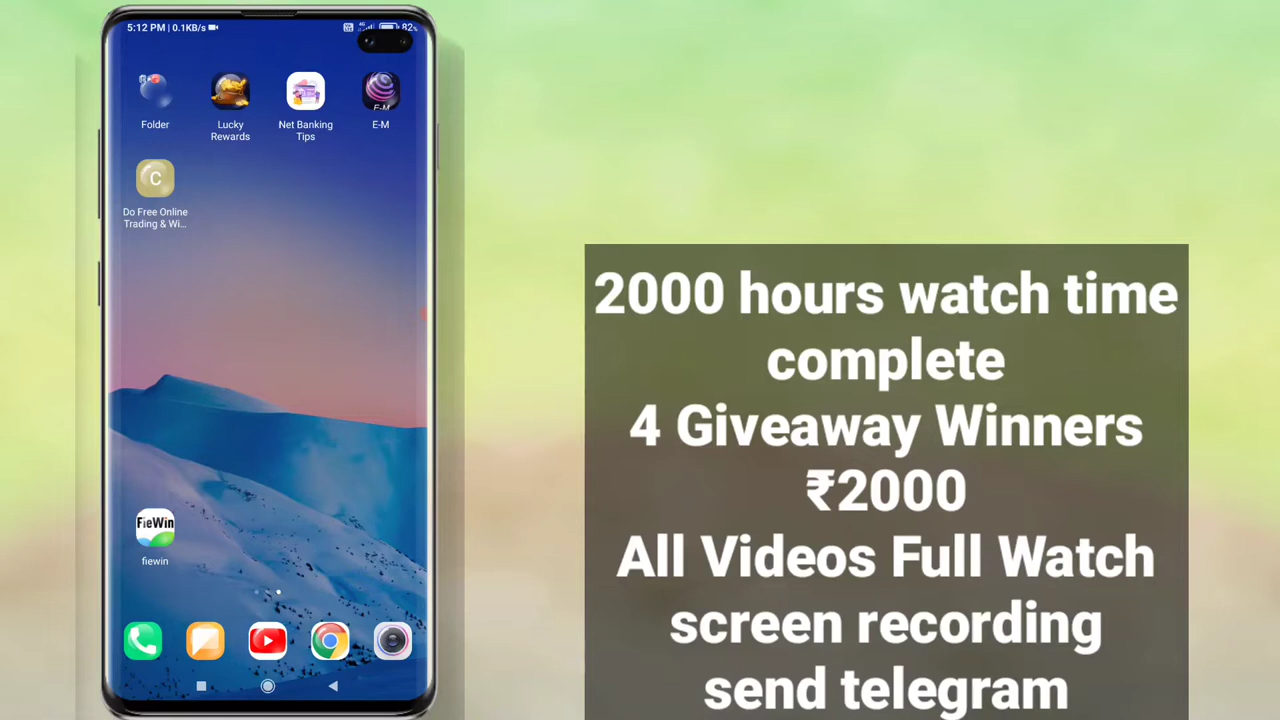 5:12 PM | 0.1KB/s
82%
Folder
Lucky
Rewards
Net Banking
Tips
E-M
E-M
C
Do Free Online
Trading & Wi...
FieWin
fiewin
2000 hours watch time
complete
4 Giveaway Winners
₹2000
All Videos Full Watch
screen recording
send telegram